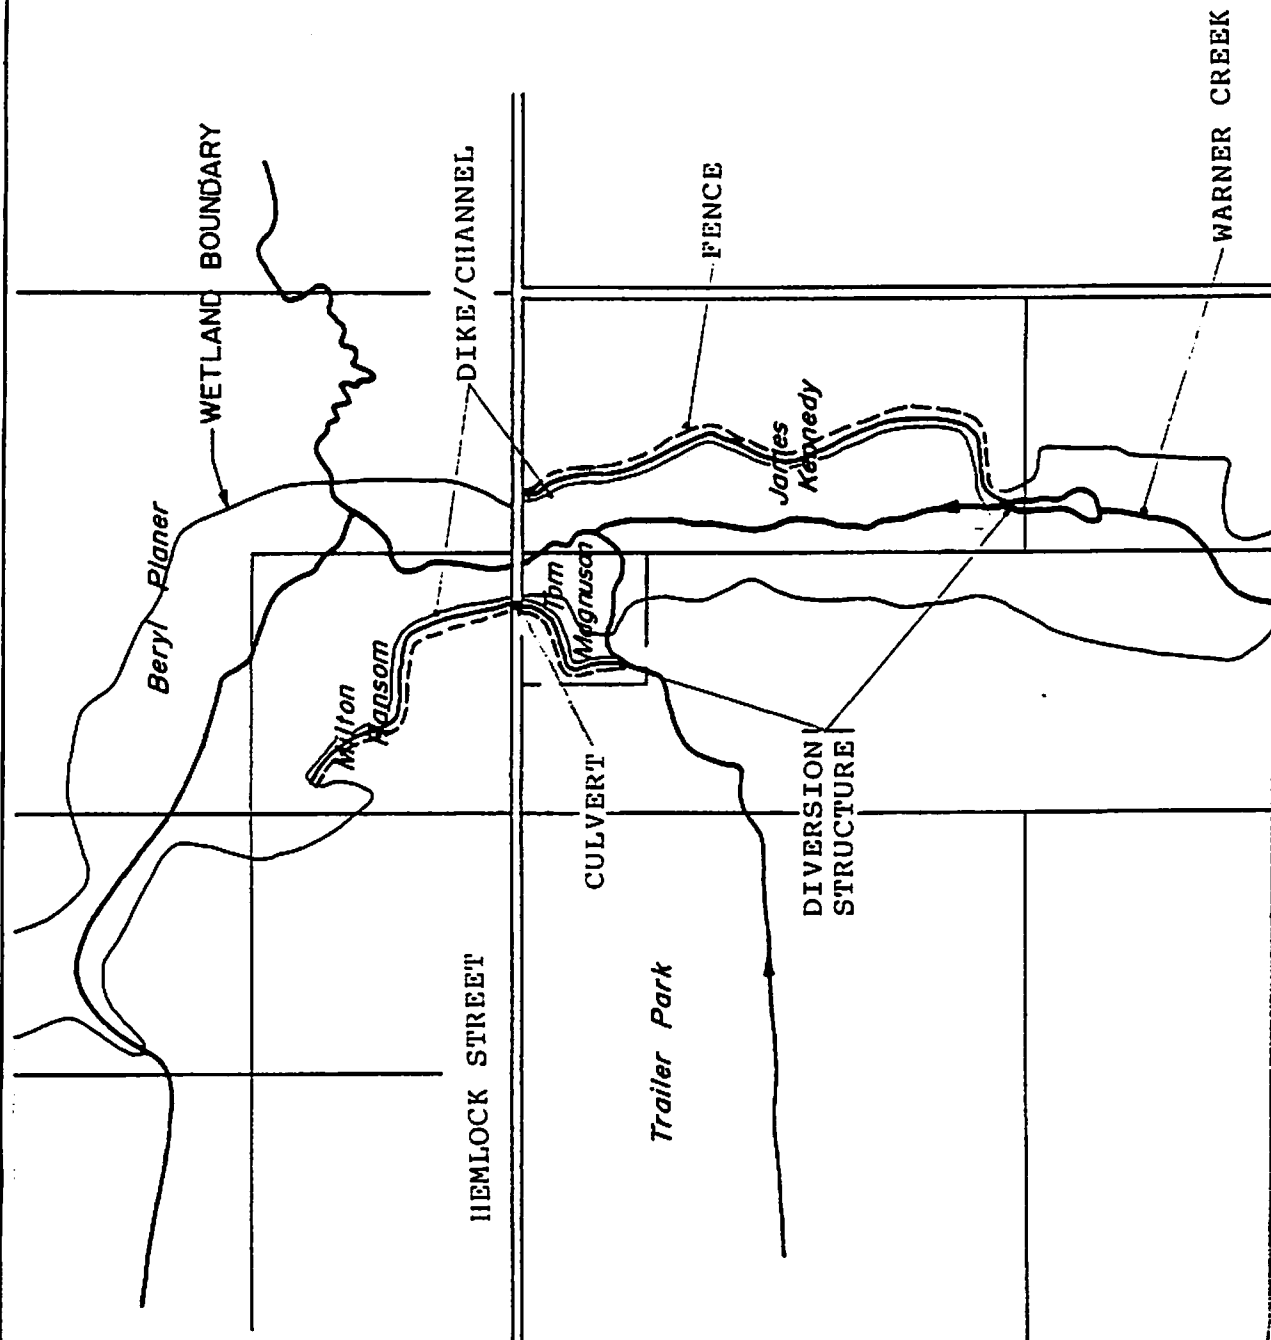 WETLAND BOUNDARY
Beryl Planer
DIKE/CHANNEL
Milton
Hansom
HEMLOCK STREET
Tom
Magnuson
CULVERT
FENCE
James
Kennedy
Trailer Park
DIVERSION
STRUCTURE
WARNER CREEK